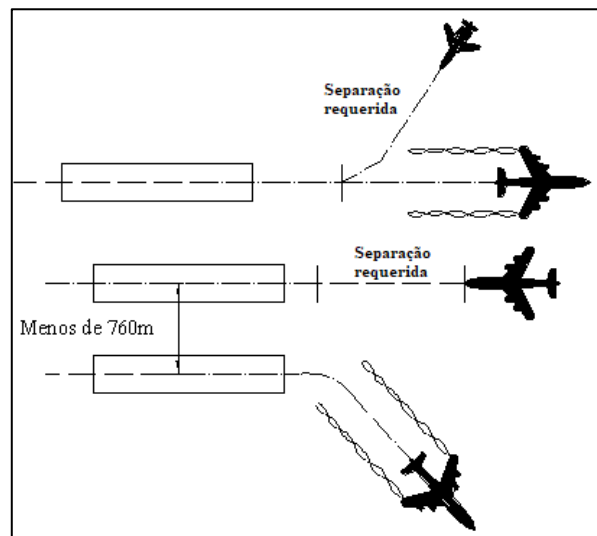 Separação
requerida
Separação
requerida
Menos de 760m